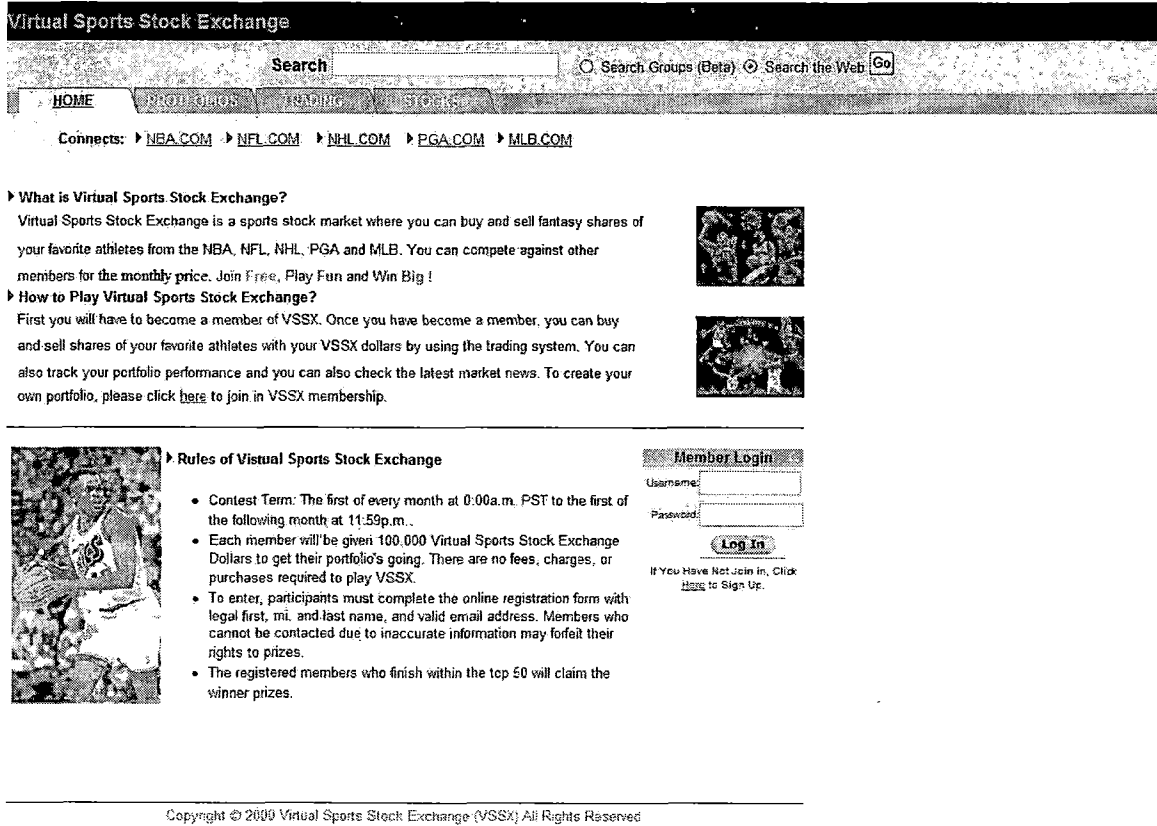 Virtual Sports Stock Exchange
Search Search Groups (Beta) Search the Web Go
HOME PROTFOLIOS TRADING STOCKS
Connects: NBA.COM NFL.COM NHL.COM PGA.COM MLB.COM
What is Virtual Sports Stock Exchange?
Virtual Sports Stock Exchange is a sports stock market where you can buy and sell fantasy shares of
your favorite athletes from the NBA, NFL, NHL, PGA and MLB. You can compete against other
members for the monthly price. Join Free, Play Fun and Win Big !
How to Play Virtual Sports Stock Exchange?
First you will have to become a member of VSSX. Once you have become a member, you can buy
and sell shares of your favorite athletes with your VSSX dollars by using the trading system. You can
also track your portfolio performance and you can also check the latest market news. To create your
own portfolio, please click here to join in VSSX membership.
Rules of Vistual Sports Stock Exchange
Contest Term: The first of every month at 0:00a.m. PST to the first of
the following month at 11:59p.m..
Each member will be given 100,000 Virtual Sports Stock Exchange
Dollars to get their portfolio's going. There are no fees, charges, or
purchases required to play VSSX.
To enter, participants must complete the online registration form with
legal first, mi. and last name, and valid email address. Members who
cannot be contacted due to inaccurate information may forfeit their
rights to prizes.
The registered members who finish within the top 50 will claim the
winner prizes.
Member Login
Username:
Password:
Log In
If You Have Not Join in, Click
Here to Sign Up.
Copyright © 2000 Virtual Sports Stock Exchange (VSSX) All Rights Reserved